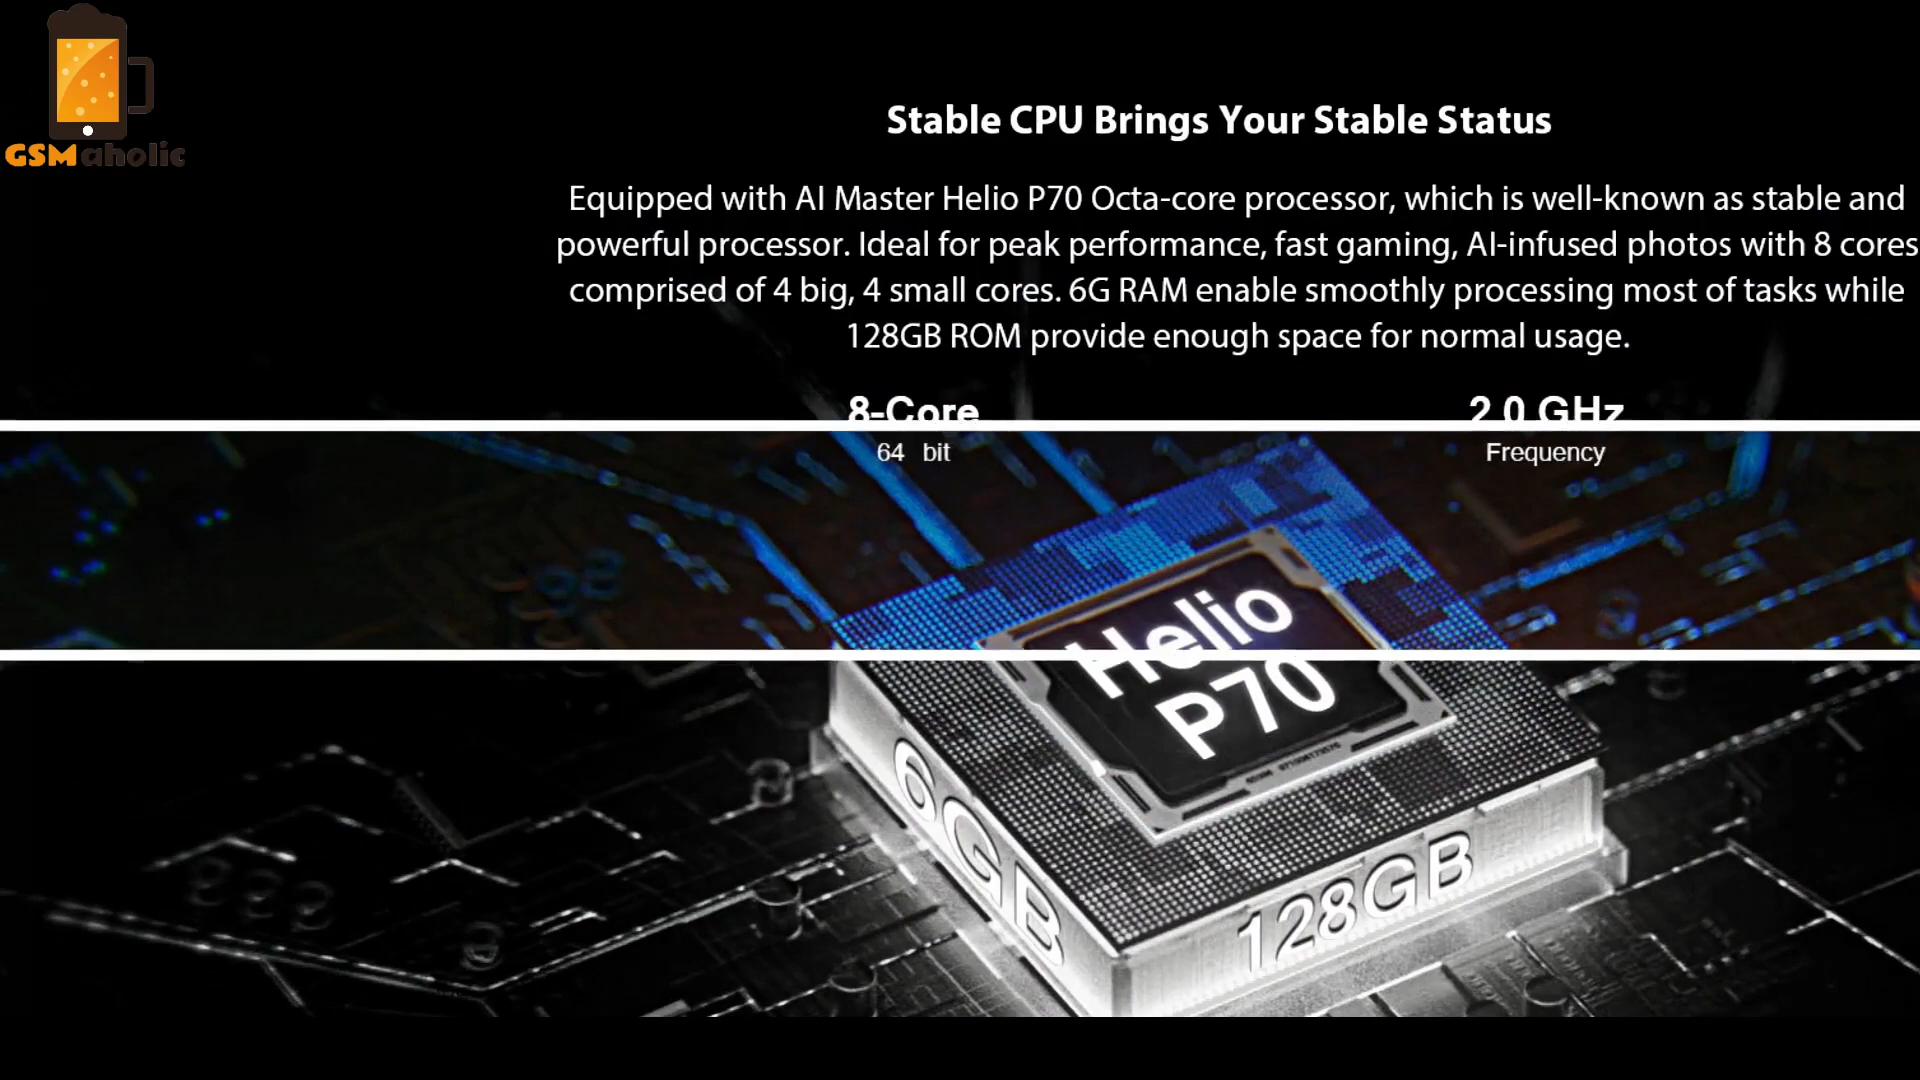 GSMaholic
Stable CPU Brings Your Stable Status
Equipped with AI Master Helio P70 Octa-core processor, which is well-known as stable and
powerful processor. Ideal for peak performance, fast gaming, AI-infused photos with 8 cores
comprised of 4 big, 4 small cores. 6G RAM enable smoothly processing most of tasks while
128GB ROM provide enough space for normal usage.
8-Core
2.0 GHz
64 bit
Frequency
Helio
P70
6GB
128GB